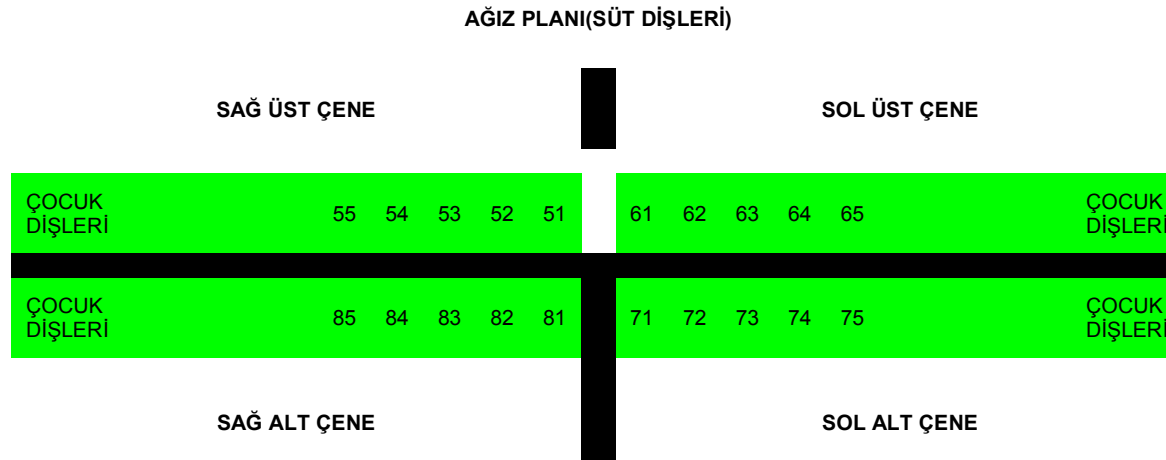 AĞIZ PLANI(SÜT DİŞLERİ)
SAĞ ÜST ÇENE
SOL ÜST ÇENE
ÇOCUK
DİŞLERİ
55 54 53 52 51
61 62 63 64 65
ÇOCUK
DİŞLERİ
ÇOCUK
DİŞLERİ
85 84 83 82 81
71 72 73 74 75
ÇOCUK
DİŞLERİ
SAĞ ALT ÇENE
SOL ALT ÇENE